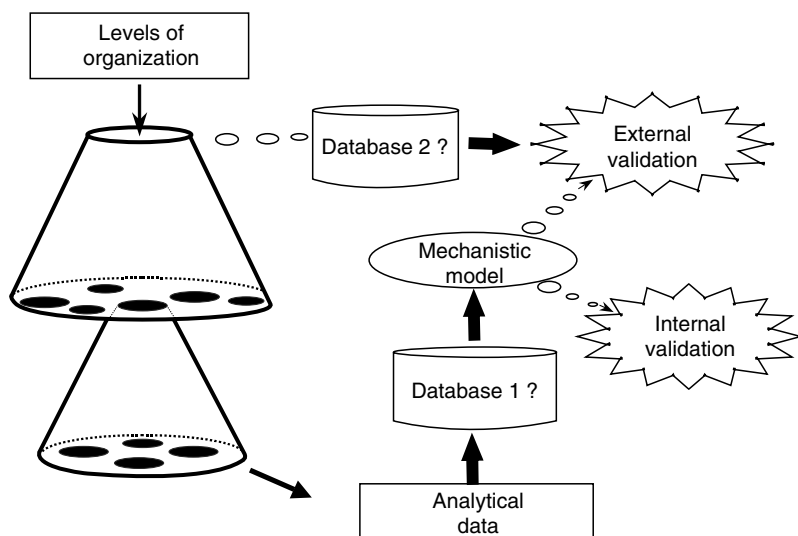 Levels of
organization
Database 2 ?
External
validation
Mechanistic
model
Internal
validation
Database 1 ?
Analytical
data